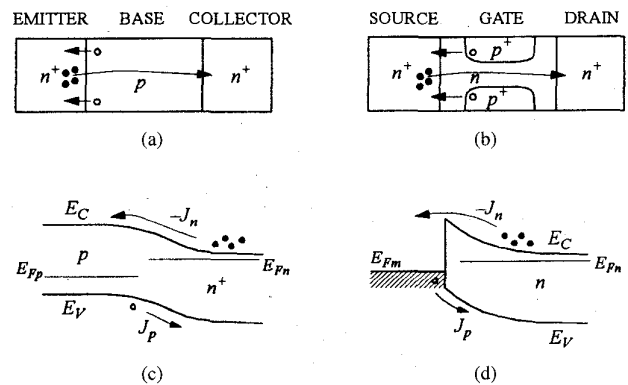 EMITTER BASE COLLECTOR
n+ p n+
(a)
SOURCE GATE DRAIN
p+
n+ n n+
p+
(b)
EC
–Jn
p
EFp
EFn
n+
EV
Jp
(c)
–Jn
EC
EFm
EFn
n
Jp
EV
(d)